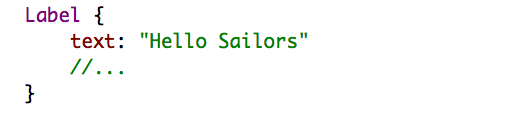 Label {
    text: "Hello Sailors"
    //...
}